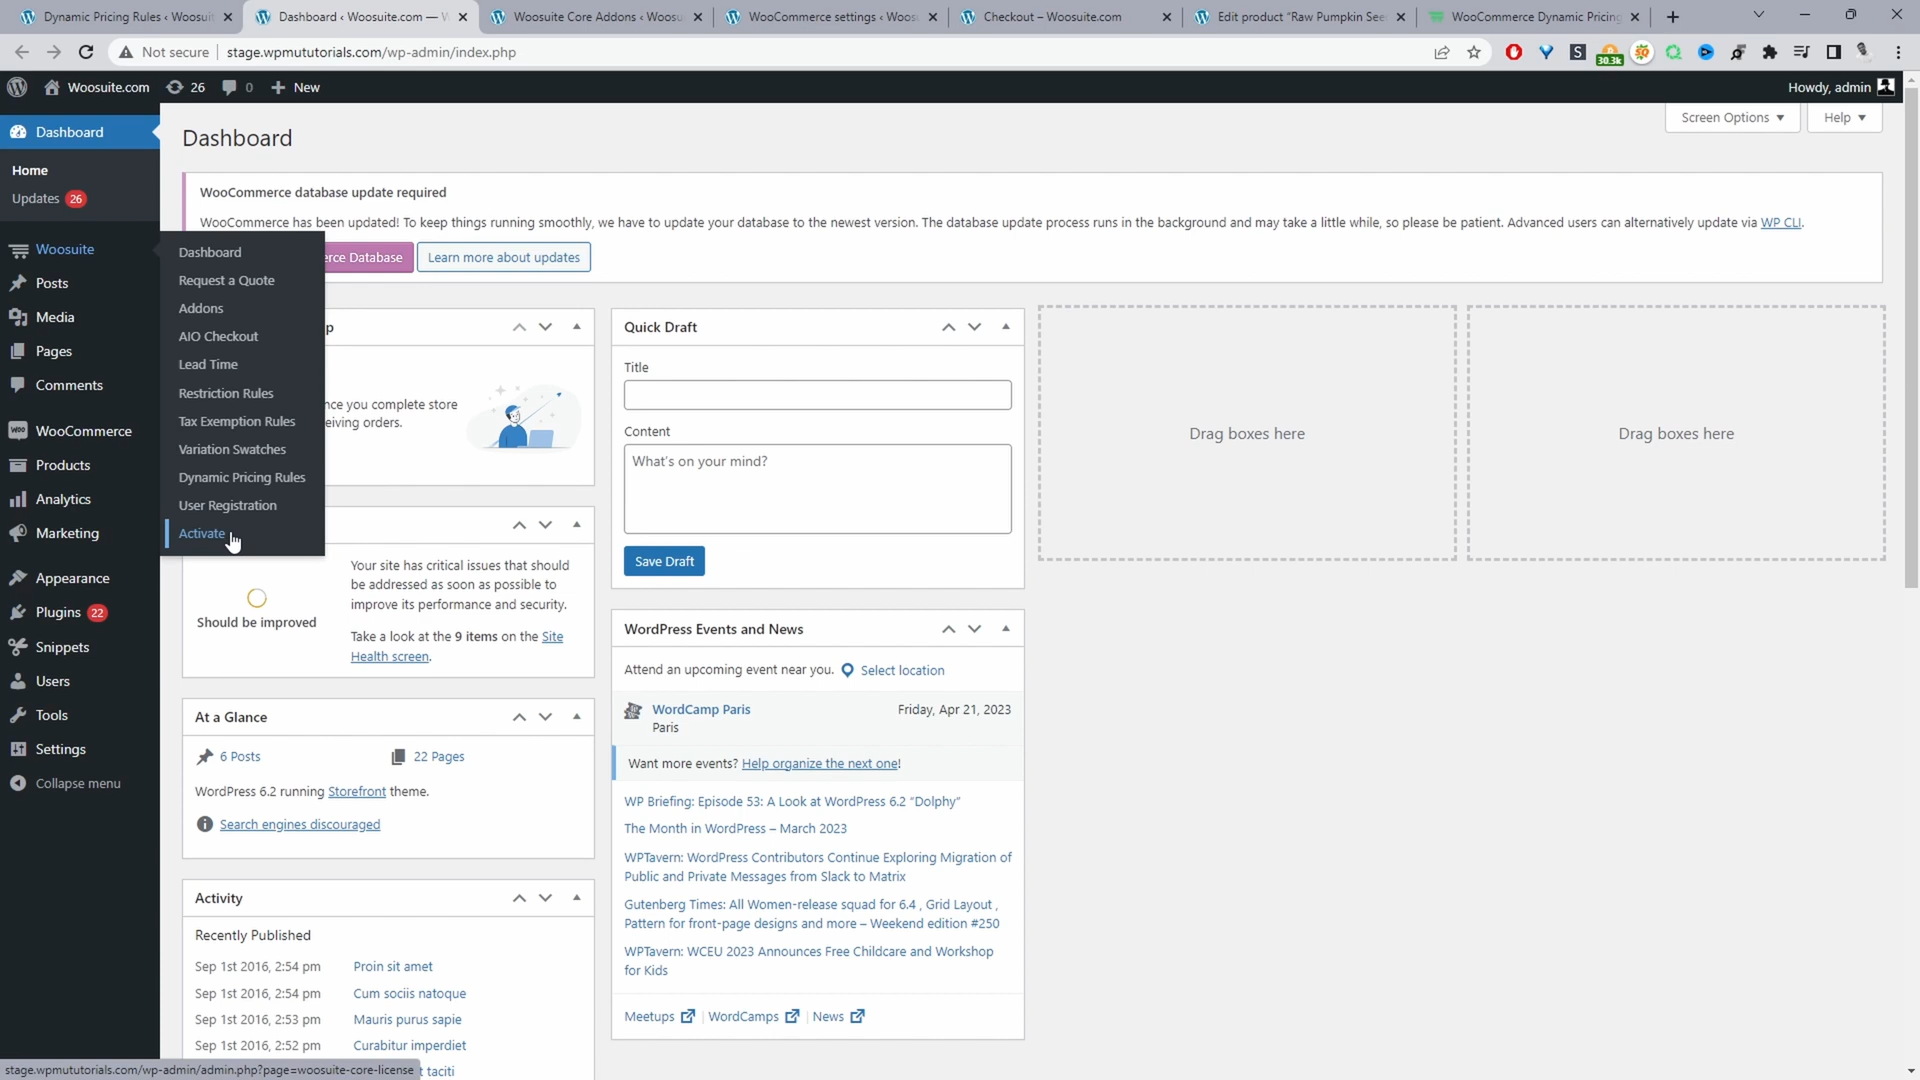 Dynamic Pricing Rules ‹ Woosuit
Dashboard ‹ Woosuite.com — W
Woosuite Core Addons ‹ Woosu
WooCommerce settings ‹ Woos
Checkout – Woosuite.com
Edit product "Raw Pumpkin See
WooCommerce Dynamic Pricing
Not secure
stage.wpmututorials.com/wp-admin/index.php
30.3k
Woosuite.com
26
0
New
Howdy, admin
Dashboard
Home
Updates 26
Woosuite
Posts
Media
Pages
Comments
WooCommerce
Products
Analytics
Marketing
Appearance
Plugins 22
Snippets
Users
Tools
Settings
Collapse menu
Dashboard
Request a Quote
Addons
AIO Checkout
Lead Time
Restriction Rules
Tax Exemption Rules
Variation Swatches
Dynamic Pricing Rules
User Registration
Activate
Dashboard
Screen Options
Help
WooCommerce database update required
WooCommerce has been updated! To keep things running smoothly, we have to update your database to the newest version. The database update process runs in the background and may take a little while, so please be patient. Advanced users can alternatively update via WP CLI.
rce Database
Learn more about updates
p
nce you complete store
eiving orders.
Should be improved
Your site has critical issues that should
be addressed as soon as possible to
improve its performance and security.
Take a look at the 9 items on the Site
Health screen.
At a Glance
6 Posts
22 Pages
WordPress 6.2 running Storefront theme.
Search engines discouraged
Activity
Recently Published
Sep 1st 2016, 2:54 pm Proin sit amet
Sep 1st 2016, 2:54 pm Cum sociis natoque
Sep 1st 2016, 2:53 pm Mauris purus sapie
Sep 1st 2016, 2:52 pm Curabitur imperdiet
t taciti
Quick Draft
Title
Content
What's on your mind?
Save Draft
WordPress Events and News
Attend an upcoming event near you. Select location
WordCamp Paris
Friday, Apr 21, 2023
Paris
Want more events? Help organize the next one!
WP Briefing: Episode 53: A Look at WordPress 6.2 "Dolphy"
The Month in WordPress – March 2023
WPTavern: WordPress Contributors Continue Exploring Migration of
Public and Private Messages from Slack to Matrix
Gutenberg Times: All Women-release squad for 6.4 , Grid Layout ,
Pattern for front-page designs and more – Weekend edition #250
WPTavern: WCEU 2023 Announces Free Childcare and Workshop
for Kids
Meetups | WordCamps | News
Drag boxes here
Drag boxes here
stage.wpmututorials.com/wp-admin/admin.php?page=woosuite-core-license